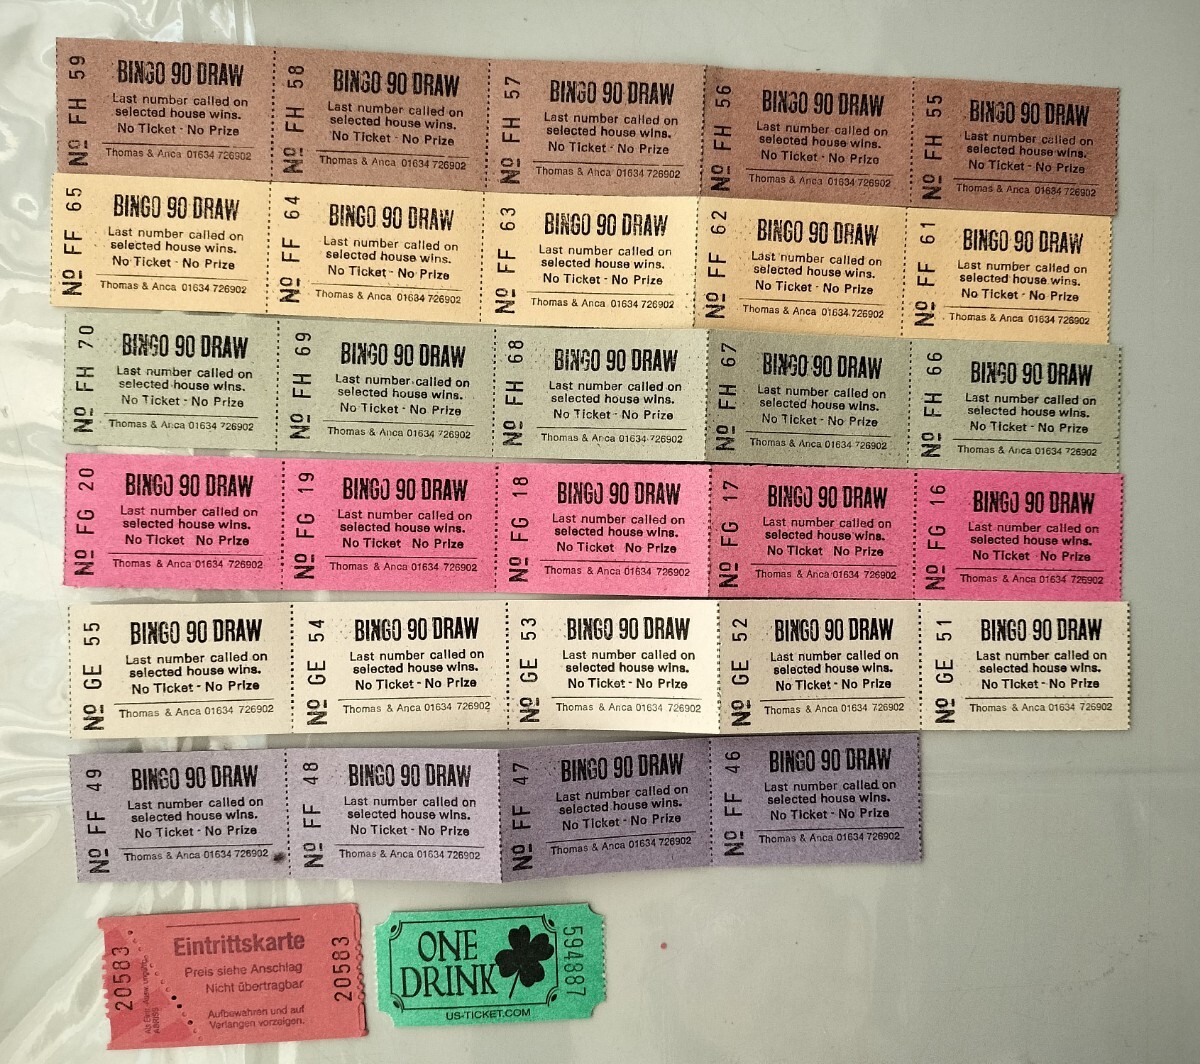 No FH 59
BINGO 90 DRAW
Last number called on
selected house wins.
No Ticket - No Prize
Thomas & Anca 01634 726902
No FH 58
BINGO 90 DRAW
Last number called on
selected house wins.
No Ticket - No Prize
Thomas & Anca 01634 726902
No FH 57
BINGO 90 DRAW
Last number called on
selected house wins.
No Ticket - No Prize
Thomas & Anca 01634 726902
No FH 56
BINGO 90 DRAW
Last number called on
selected house wins.
No Ticket - No Prize
Thomas & Anca 01634 726902
No FH 55
BINGO 90 DRAW
Last number called on
selected house wins.
No Ticket - No Prize
Thomas & Anca 01634 726902
No FF 65
BINGO 90 DRAW
Last number called on
selected house wins.
No Ticket - No Prize
Thomas & Anca 01634 726902
No FF 64
BINGO 90 DRAW
Last number called on
selected house wins.
No Ticket - No Prize
Thomas & Anca 01634 726902
No FF 63
BINGO 90 DRAW
Last number called on
selected house wins.
No Ticket - No Prize
Thomas & Anca 01634 726902
No FF 62
BINGO 90 DRAW
Last number called on
selected house wins.
No Ticket - No Prize
Thomas & Anca 01634 726902
No FF 61
BINGO 90 DRAW
Last number called on
selected house wins.
No Ticket - No Prize
Thomas & Anca 01634 726902
No FH 70
BINGO 90 DRAW
Last number called on
selected house wins.
No Ticket - No Prize
Thomas & Anca 01634 726902
No FH 69
BINGO 90 DRAW
Last number called on
selected house wins.
No Ticket - No Prize
Thomas & Anca 01634 726902
No FH 68
BINGO 90 DRAW
Last number called on
selected house wins.
No Ticket - No Prize
Thomas & Anca 01634 726902
No FH 67
BINGO 90 DRAW
Last number called on
selected house wins.
No Ticket - No Prize
Thomas & Anca 01634 726902
No FH 66
BINGO 90 DRAW
Last number called on
selected house wins.
No Ticket - No Prize
Thomas & Anca 01634 726902
No FG 20
BINGO 90 DRAW
Last number called on
selected house wins.
No Ticket No Prize
Thomas & Anca 01634 726902
No FG 19
BINGO 90 DRAW
Last number called on
selected house wins.
No Ticket No Prize
Thomas & Anca 01634 726902
No FG 18
BINGO 90 DRAW
Last number called on
selected house wins.
No Ticket No Prize
Thomas & Anca 01634 726902
No FG 17
BINGO 90 DRAW
Last number called on
selected house wins.
No Ticket No Prize
Thomas & Anca 01634 726902
No FG 16
BINGO 90 DRAW
Last number called on
selected house wins.
No Ticket - No Prize
Thomas & Anca 01634 726902
No GE 55
BINGO 90 DRAW
Last number called on
selected house wins.
No Ticket - No Prize
Thomas & Anca 01634 726902
No GE 54
BINGO 90 DRAW
Last number called on
selected house wins.
No Ticket - No Prize
Thomas & Anca 01634 726902
No GE 53
BINGO 90 DRAW
Last number called on
selected house wins.
No Ticket - No Prize
Thomas & Anca 01634 726902
No GE 52
BINGO 90 DRAW
Last number called on
selected house wins.
No Ticket - No Prize
Thomas & Anca 01634 726902
No GE 51
BINGO 90 DRAW
Last number called on
selected house wins.
No Ticket - No Prize
Thomas & Anca 01634 726902
No FF 49
BINGO 90 DRAW
Last number called on
selected house wins.
No Ticket - No Prize
Thomas & Anca 01634 726902
No FF 48
BINGO 90 DRAW
Last number called on
selected house wins.
No Ticket - No Prize
Thomas & Anca 01634 726902
No FF 47
BINGO 90 DRAW
Last number called on
selected house wins.
No Ticket - No Prize
Thomas & Anca 01634 726902
No FF 46
BINGO 90 DRAW
Last number called on
selected house wins.
No Ticket - No Prize
Thomas & Anca 01634 726902
20583
Eintrittskarte
Preis siehe Anschlag
Nicht übertragbar
Aufbewahren und auf
Verlangen vorzeigen.
20583
ONE
DRINK
594887
US-TICKET.COM